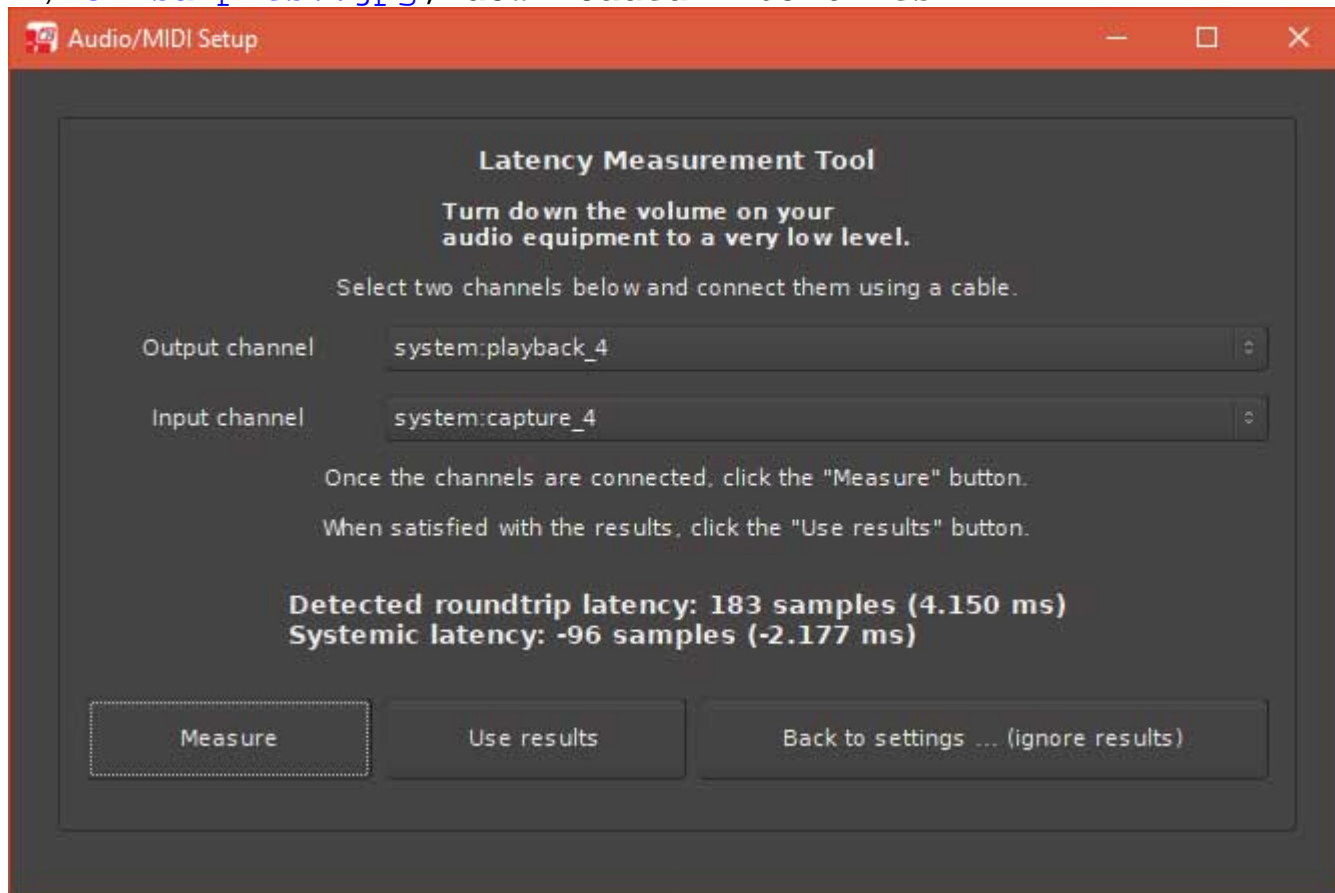 Audio/MIDI Setup
Latency Measurement Tool
Turn down the volume on your
audio equipment to a very low level.
Select two channels below and connect them using a cable.
Output channel system:playback_4
Input channel system:capture_4
Once the channels are connected, click the "Measure" button.
When satisfied with the results, click the "Use results" button.
Detected roundtrip latency: 183 samples (4.150 ms)
Systemic latency: -96 samples (-2.177 ms)
Measure Use results Back to settings ... (ignore results)